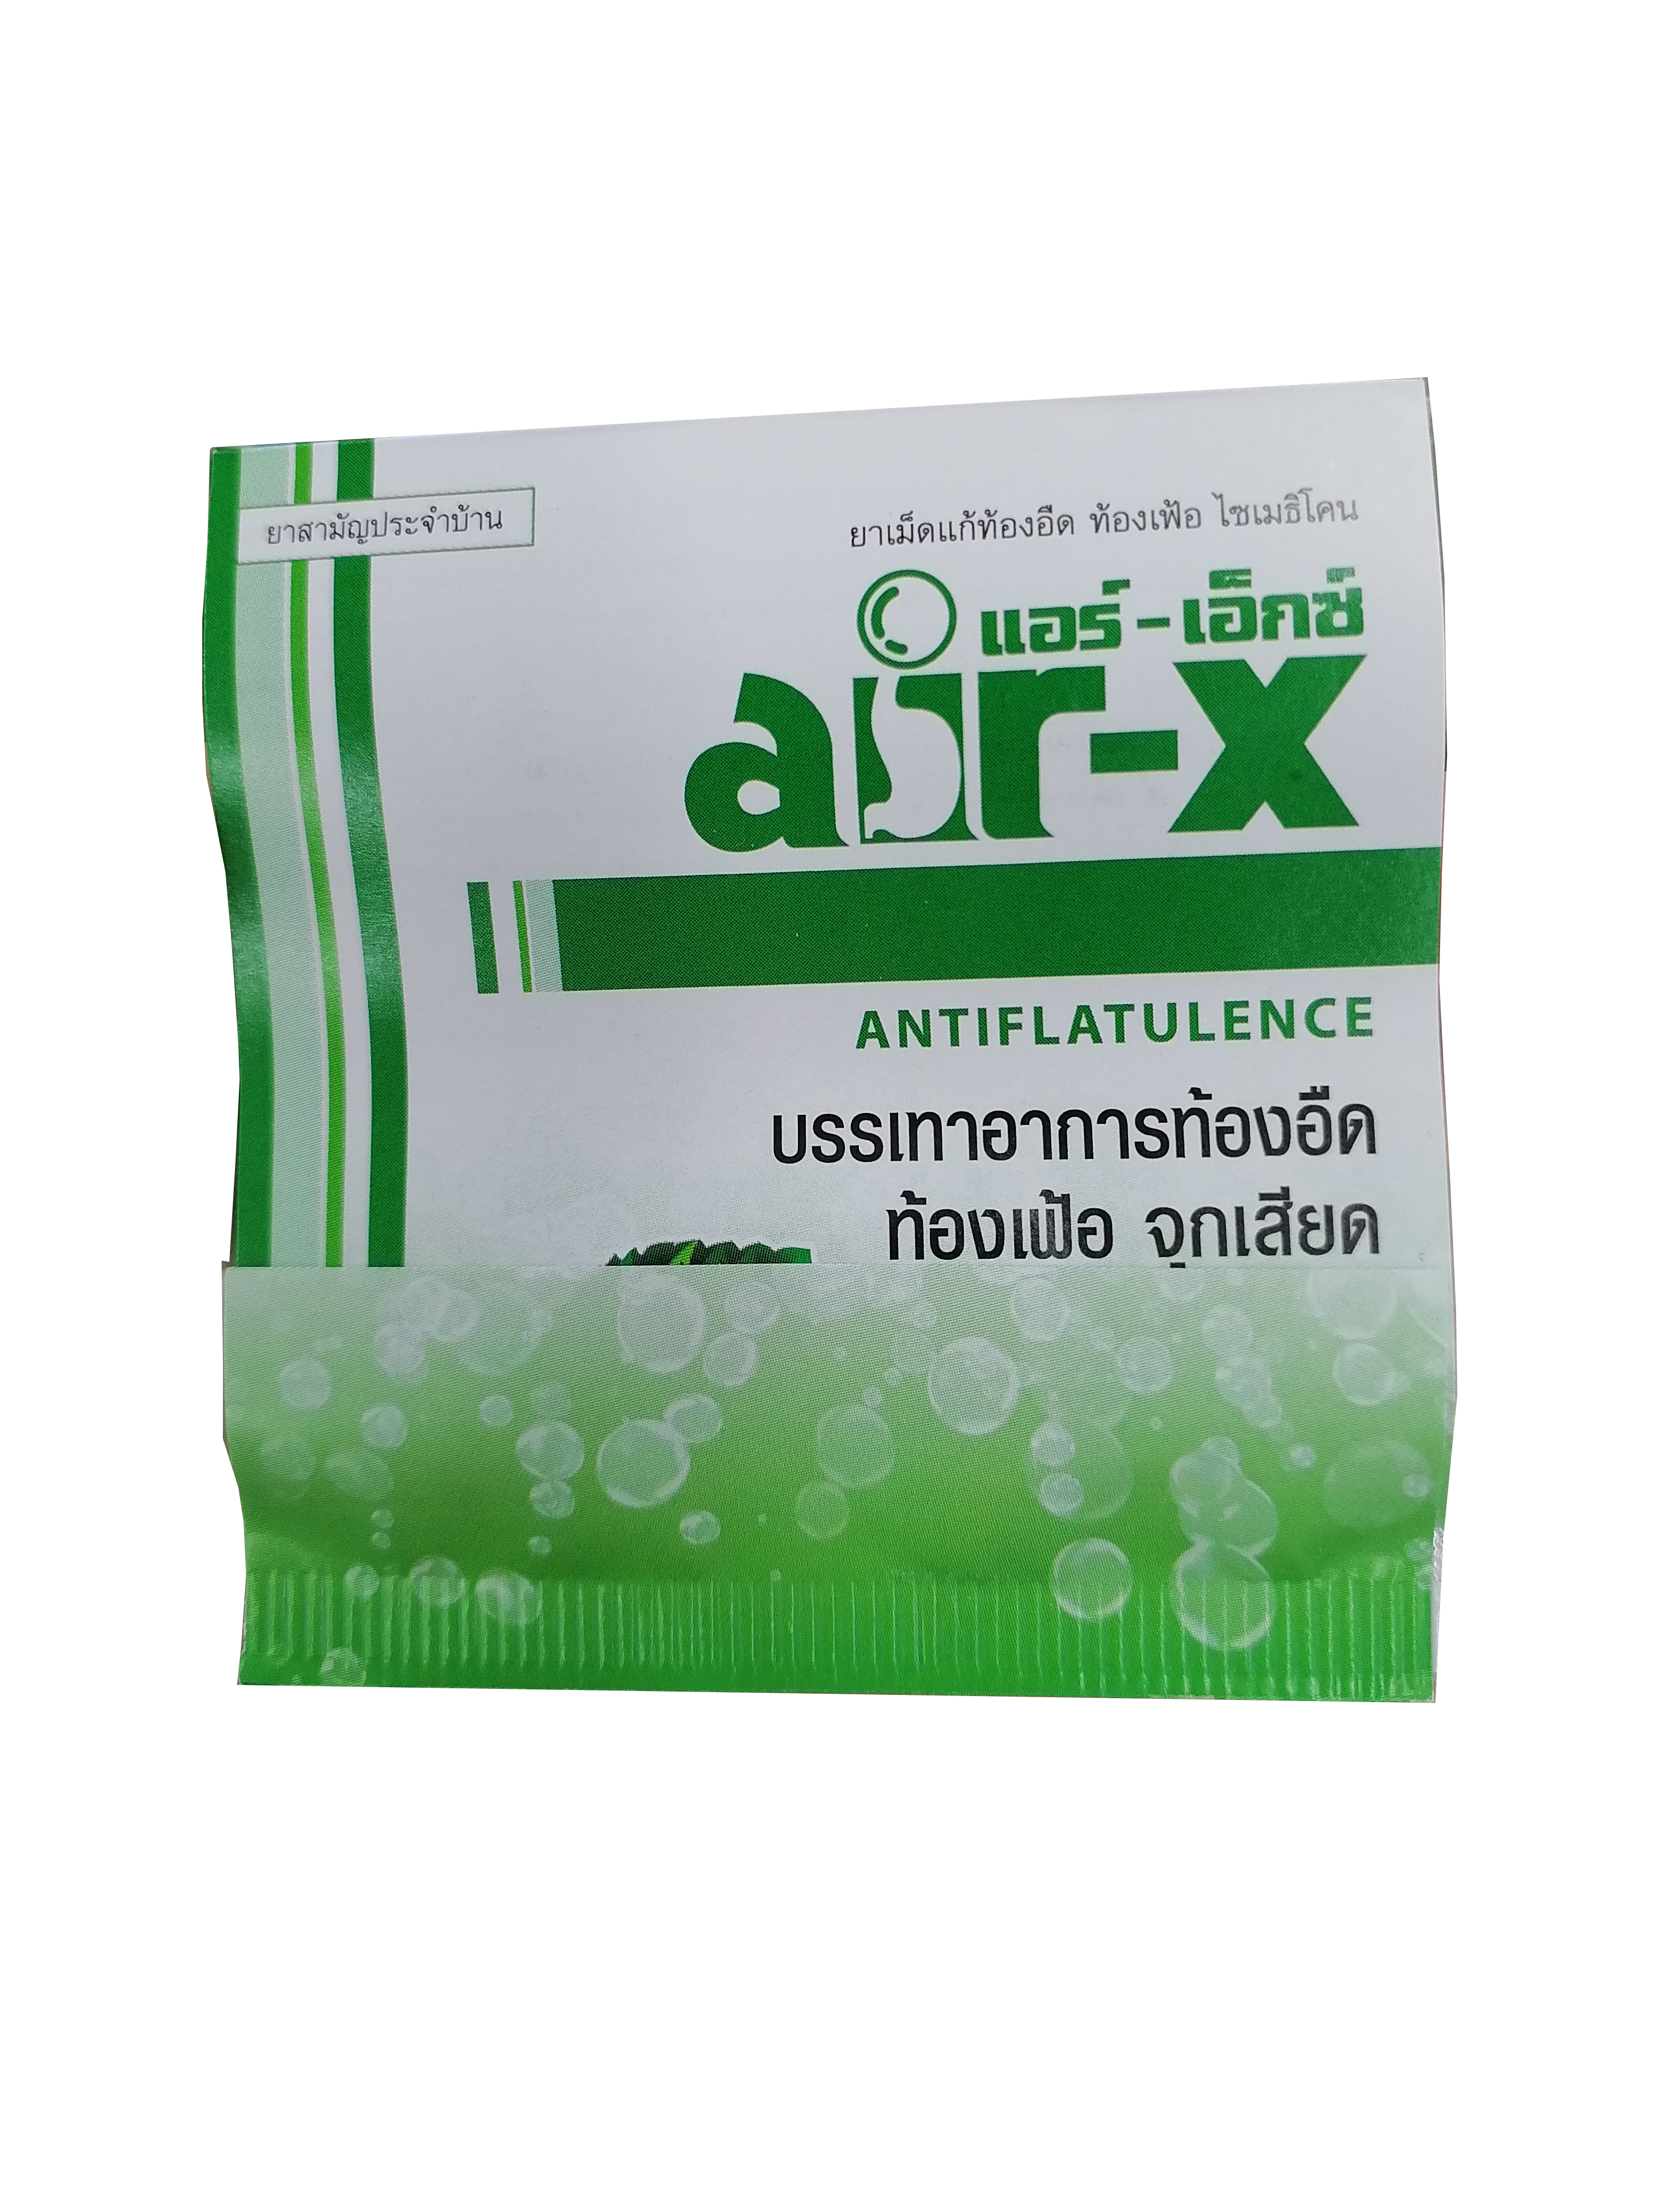 ยาสามัญประจำบ้าน
ยาเม็ดแก้ท้องอืด ท้องเฟ้อ ไซเมธิโคน
แอร์-เอ็กซ์
air-x
ANTIFLATULENCE
บรรเทาอาการท้องอืด
ท้องเฟ้อ จุกเสียด